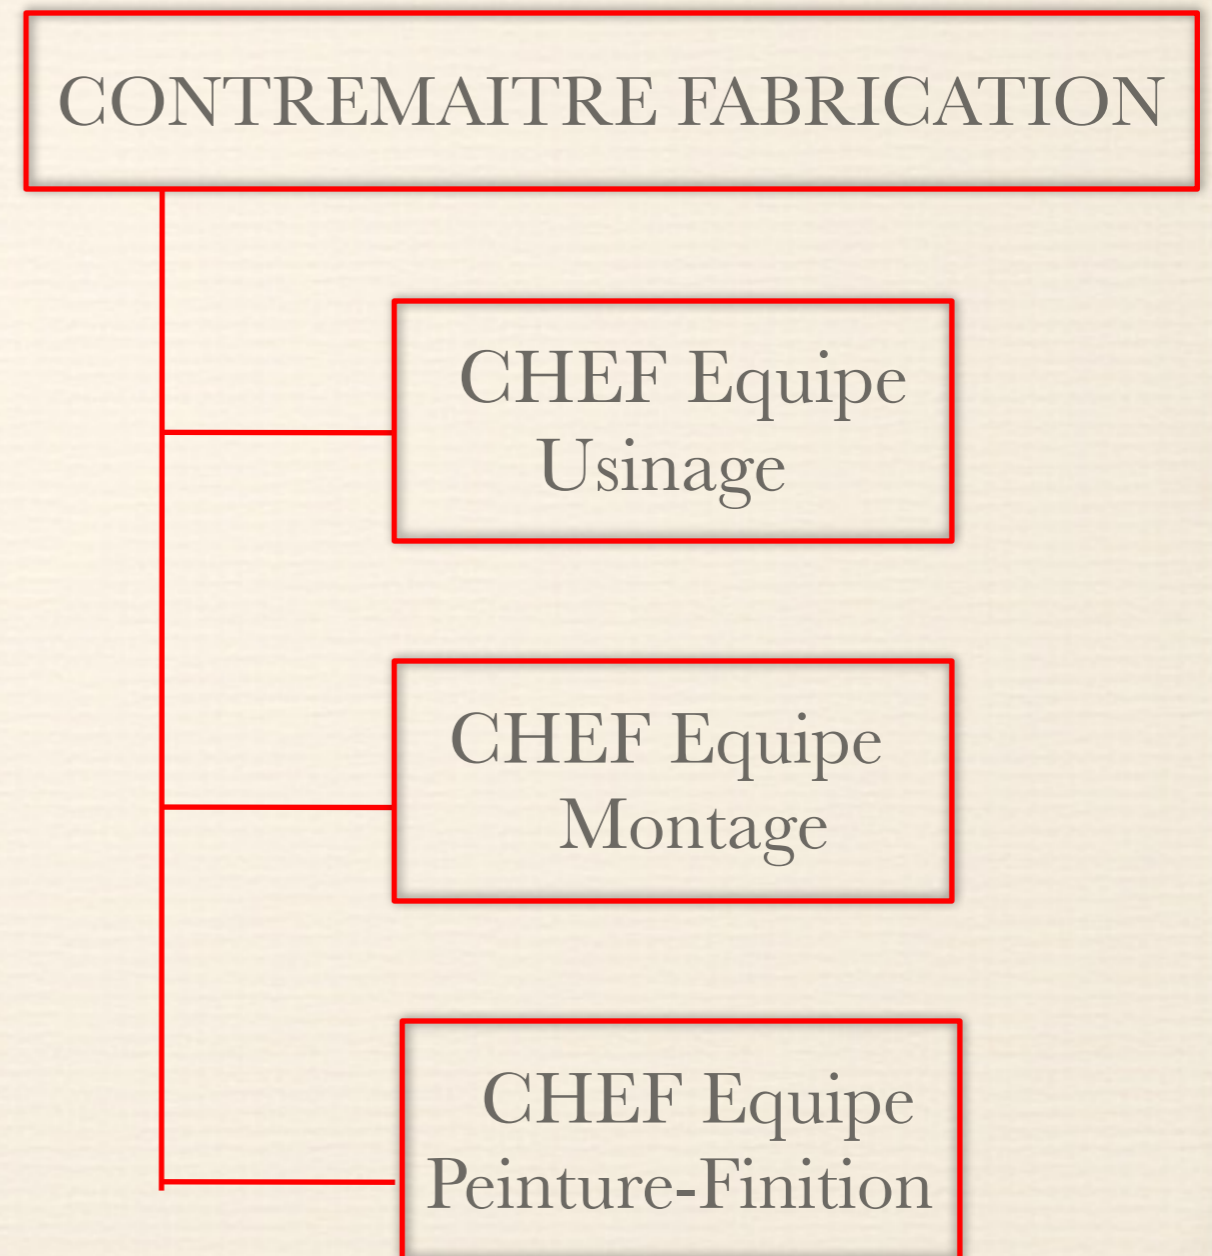 CONTREMAITRE FABRICATION
CHEF Equipe
Usinage
CHEF Equipe
Montage
CHEF Equipe
Peinture-Finition